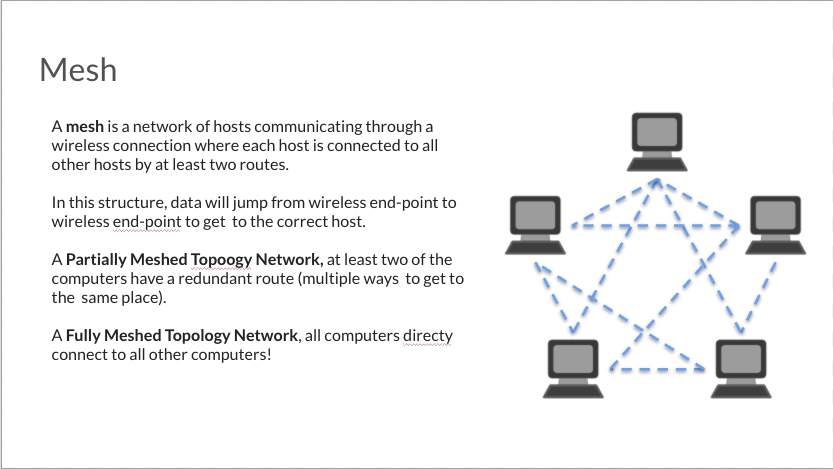 Mesh
A mesh is a network of hosts communicating through a
wireless connection where each host is connected to all
other hosts by at least two routes.
In this structure, data will jump from wireless end-point to
wireless end-point to get  to the correct host.
A Partially Meshed Topoogy Network, at least two of the
computers have a redundant route (multiple ways  to get to
the  same place).
A Fully Meshed Topology Network, all computers directy
connect to all other computers!